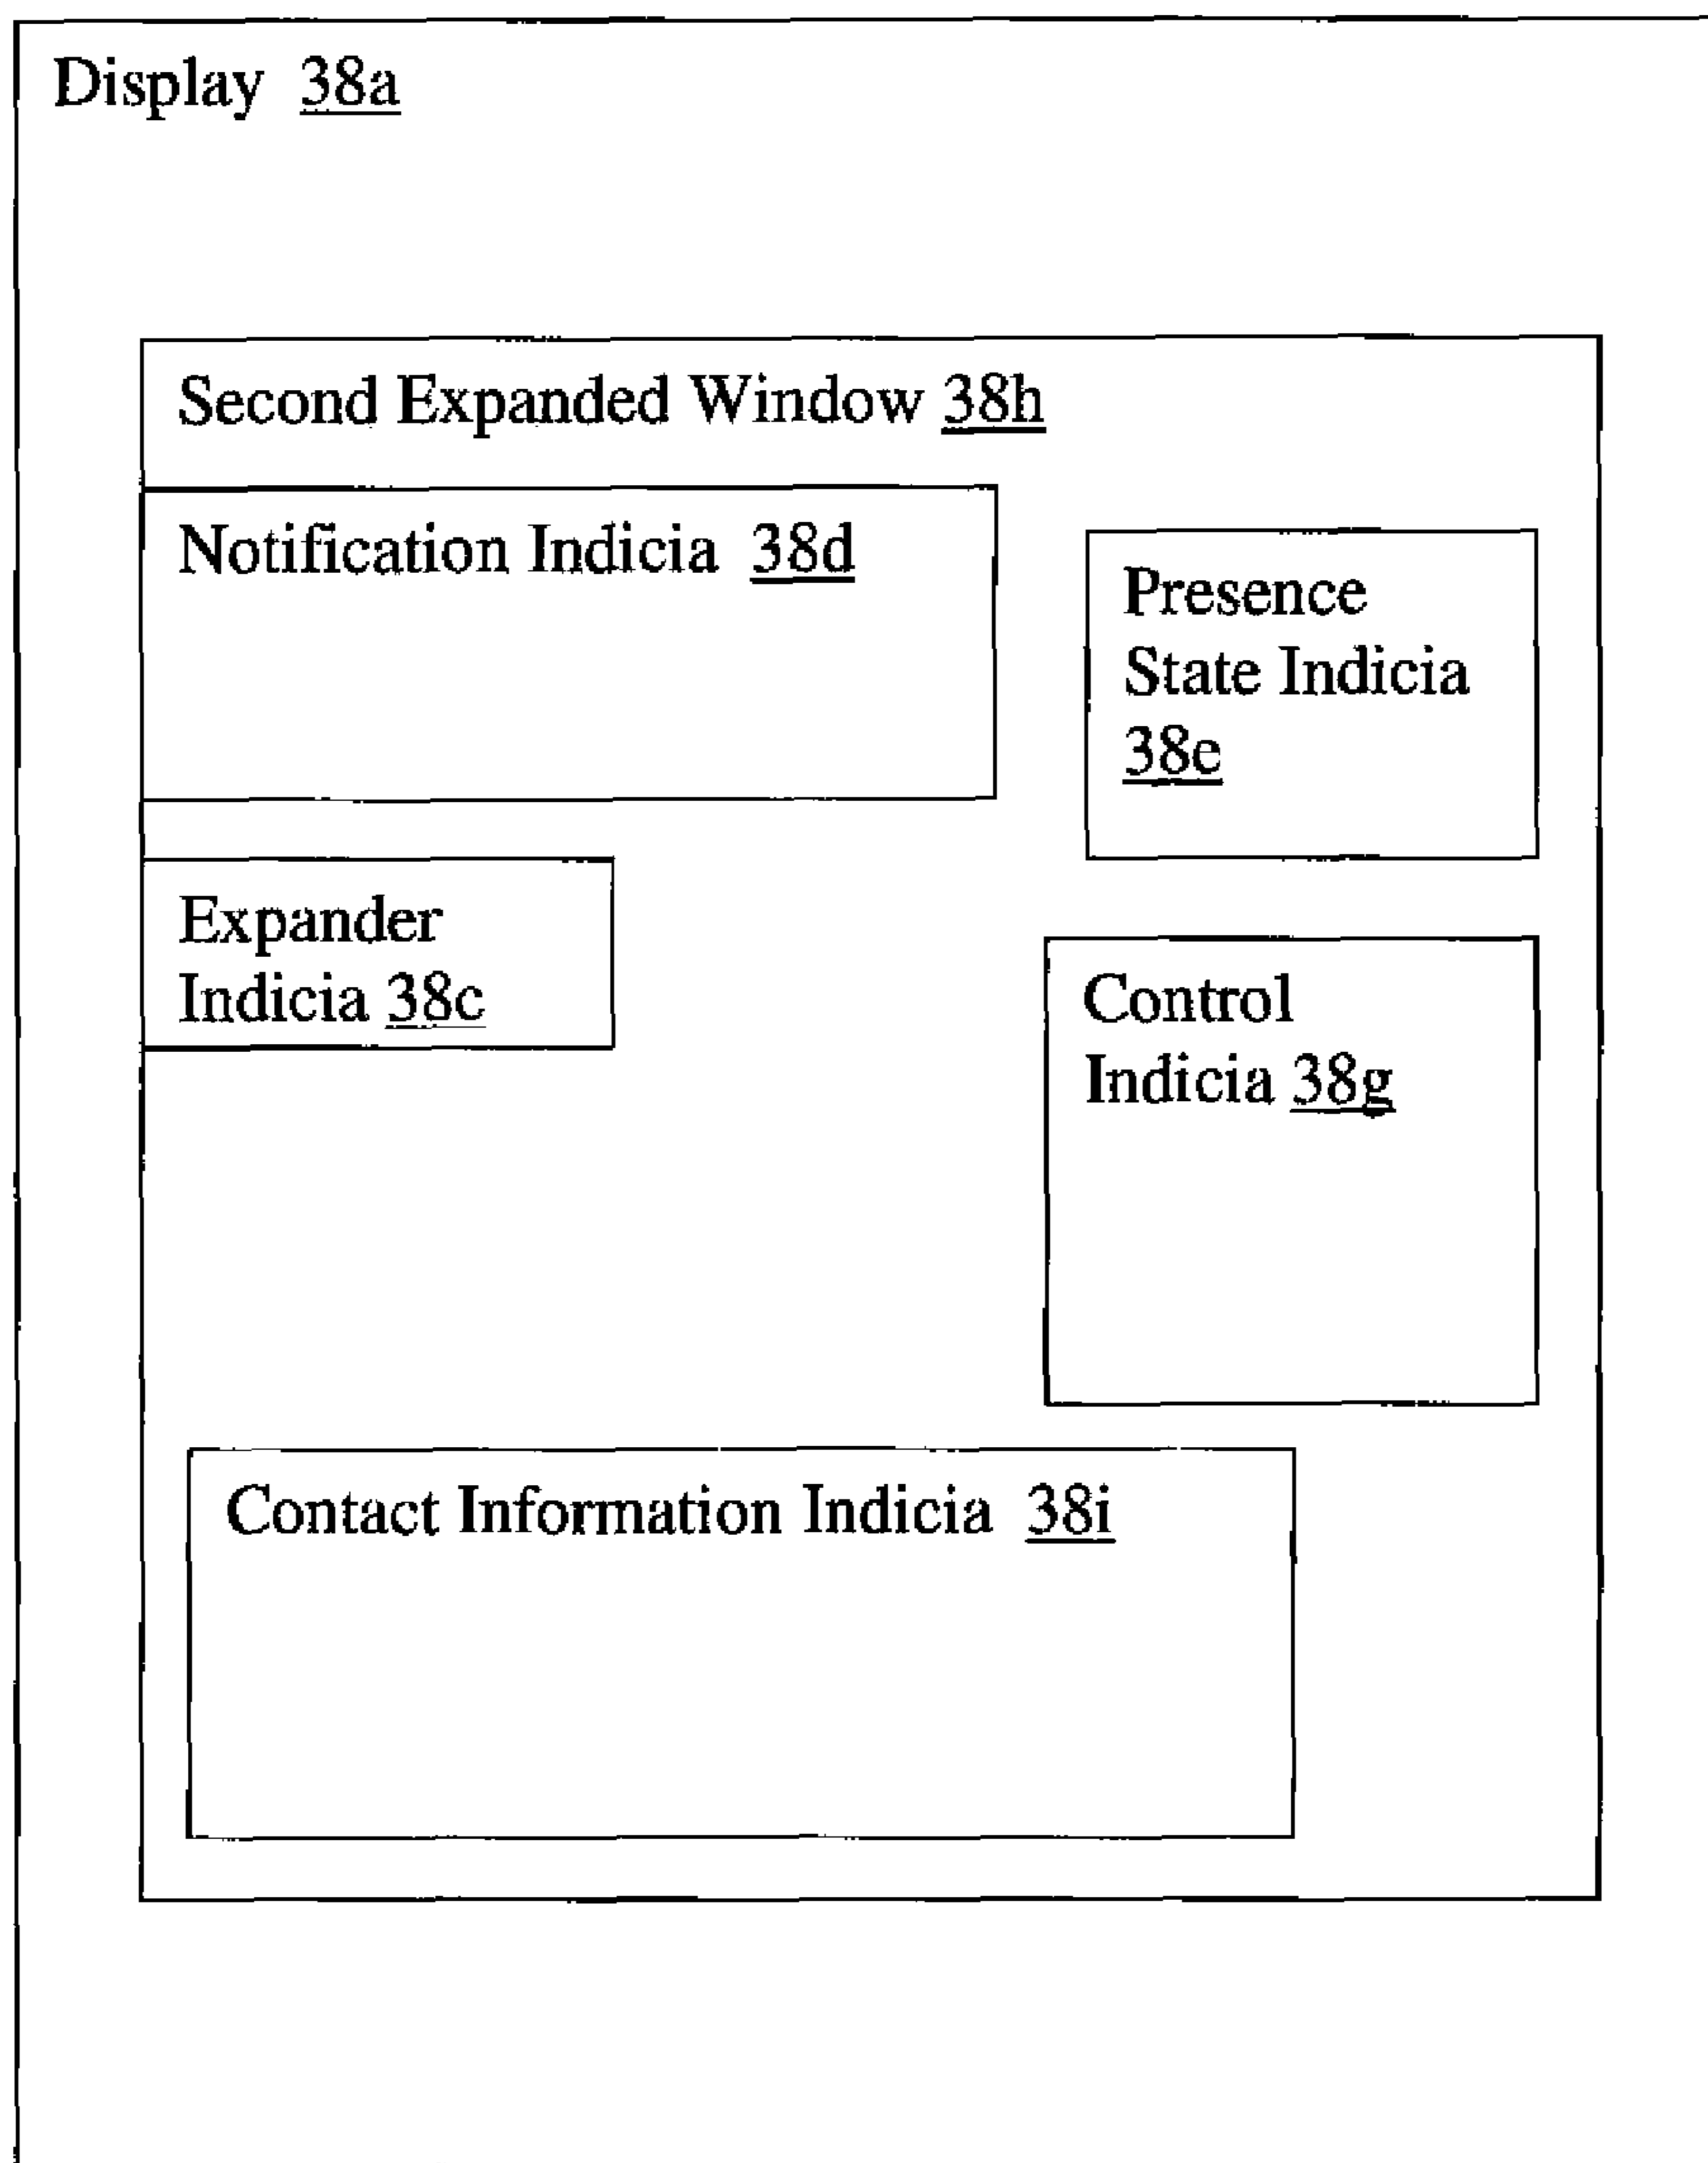 Display 38a
Second Expanded Window 38h
Notification Indicia 38d
Presence
State Indicia
38e
Expander
Indicia 38c
Control
Indicia 38g
Contact Information Indicia 38i